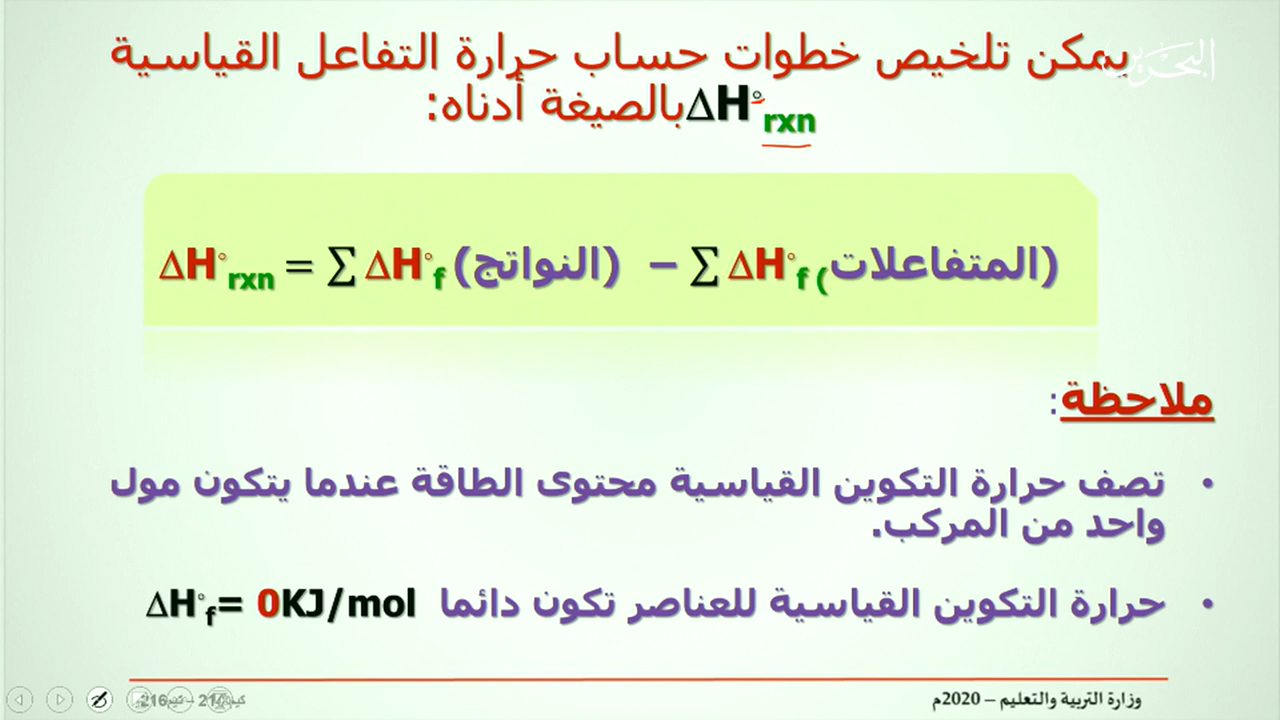 البحرين
يمكن تلخيص خطوات حساب حرارة التفاعل القياسية
ΔH°rxn بالصيغة أدناه:
ΔH°rxn = ∑ ΔH°f (النواتج) – ∑ ΔH°f (المتفاعلات)
ملاحظة:
• تصف حرارة التكوين القياسية محتوى الطاقة عندما يتكون مول
واحد من المركب.
• حرارة التكوين القياسية للعناصر تكون دائما ΔH°f= 0KJ/mol
وزارة التربية والتعليم – 2020م